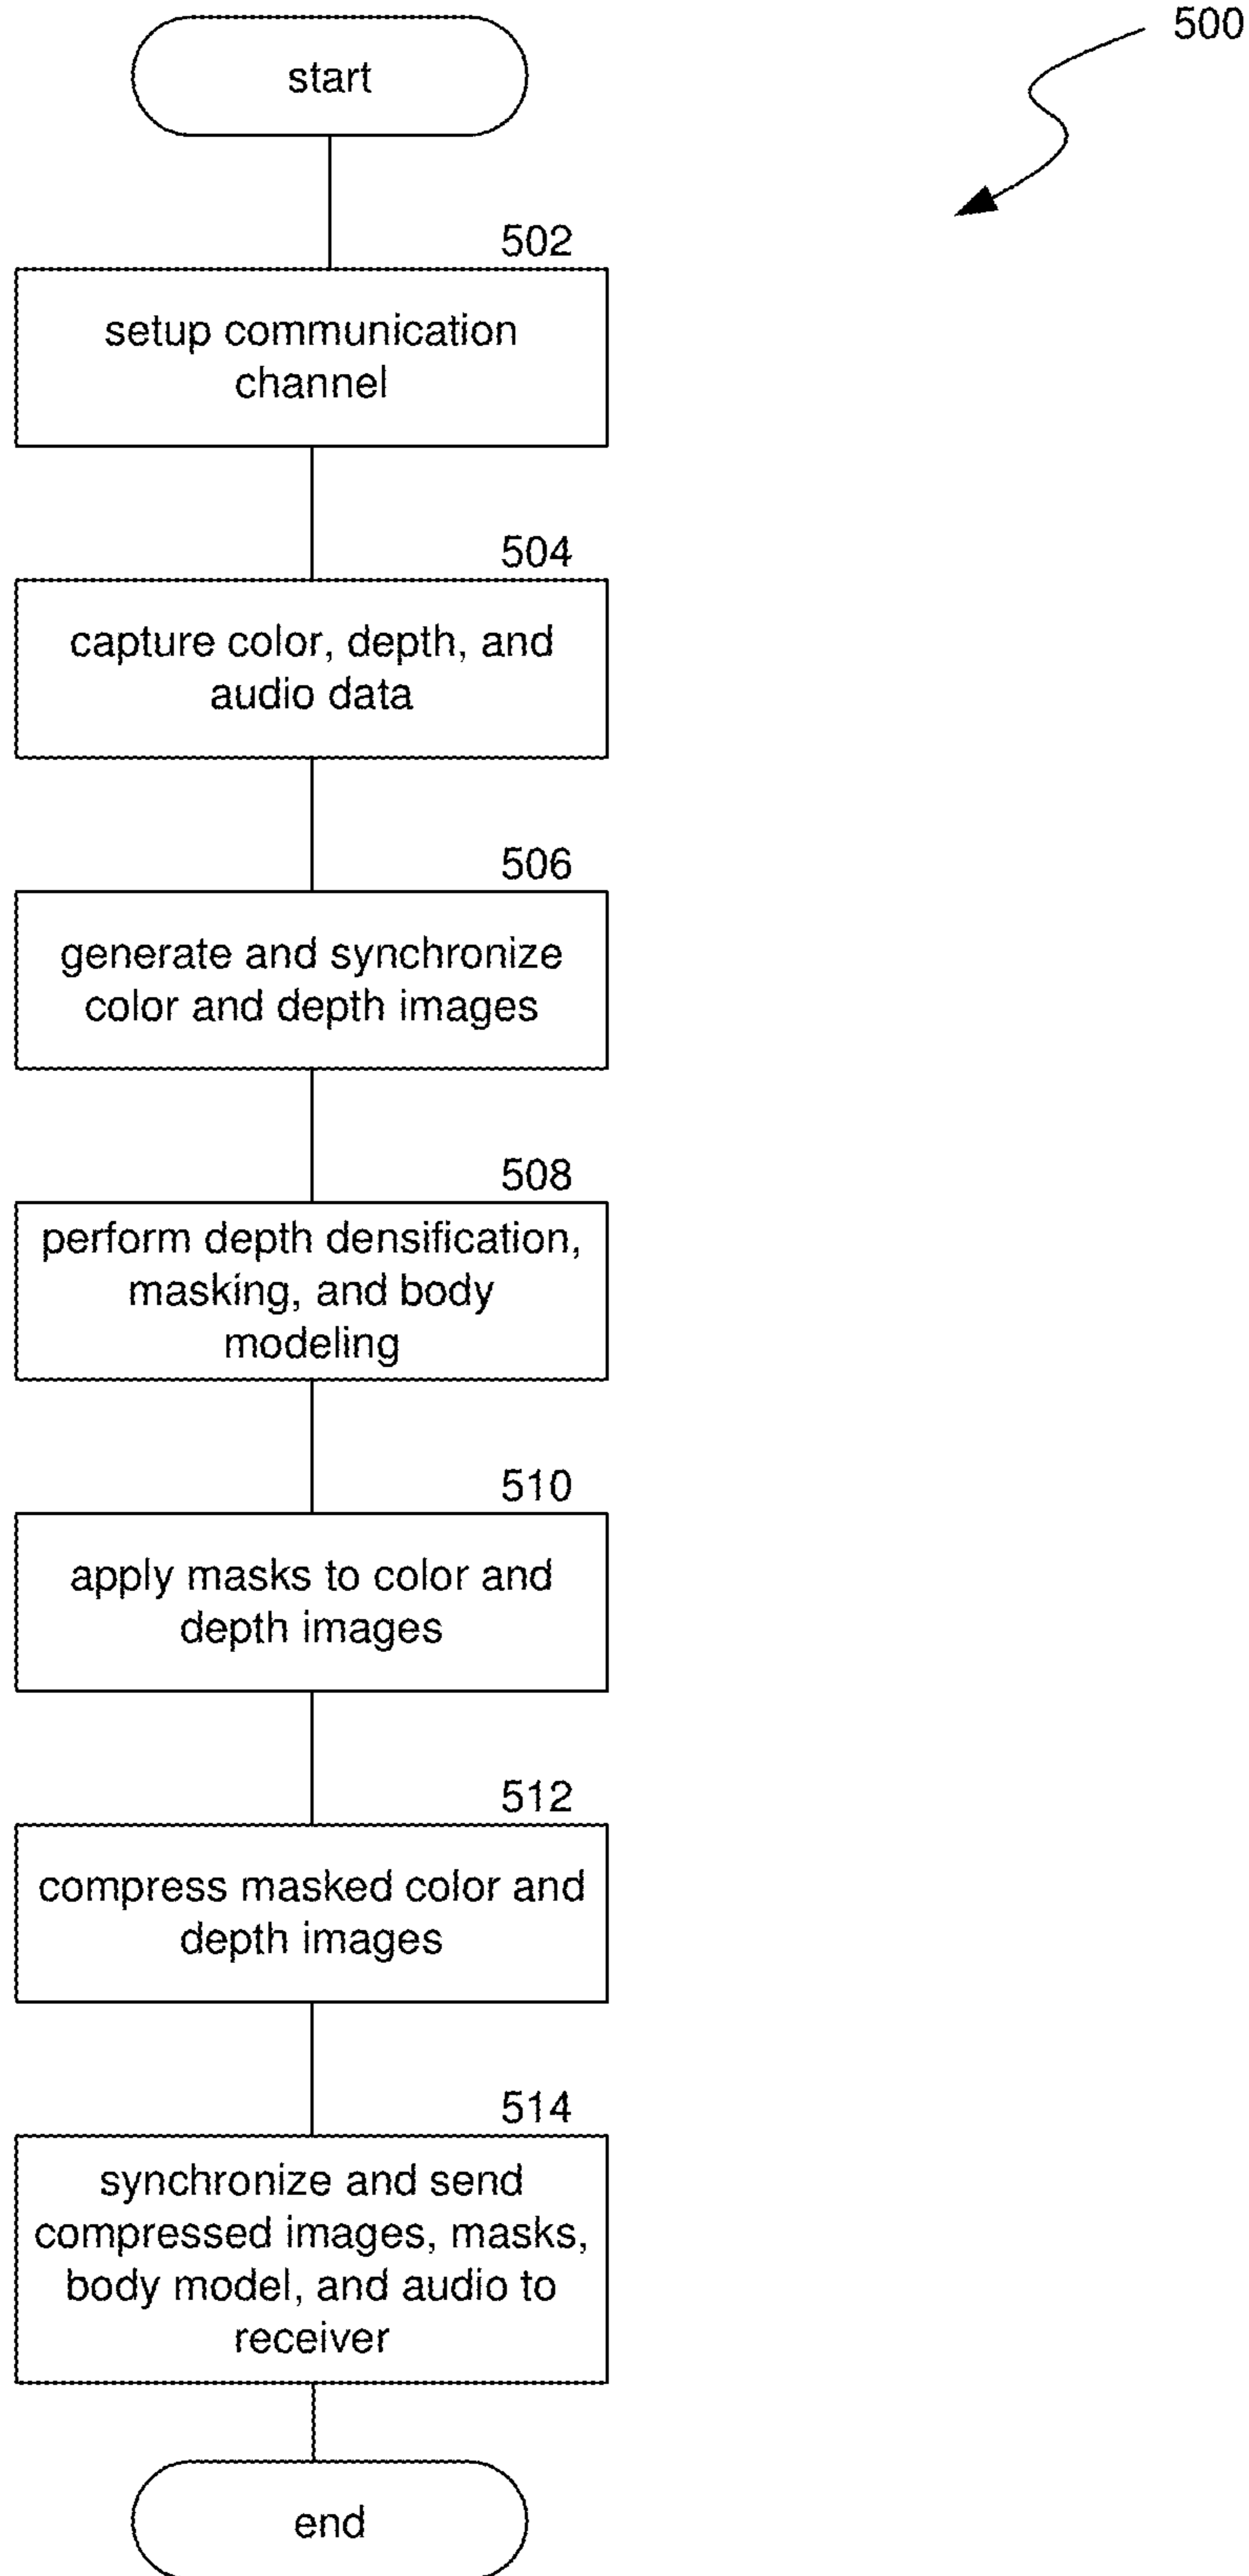 500
start
502
setup communication
channel
504
capture color, depth, and
audio data
506
generate and synchronize
color and depth images
508
perform depth densification,
masking, and body
modeling
510
apply masks to color and
depth images
512
compress masked color and
depth images
514
synchronize and send
compressed images, masks,
body model, and audio to
receiver
end